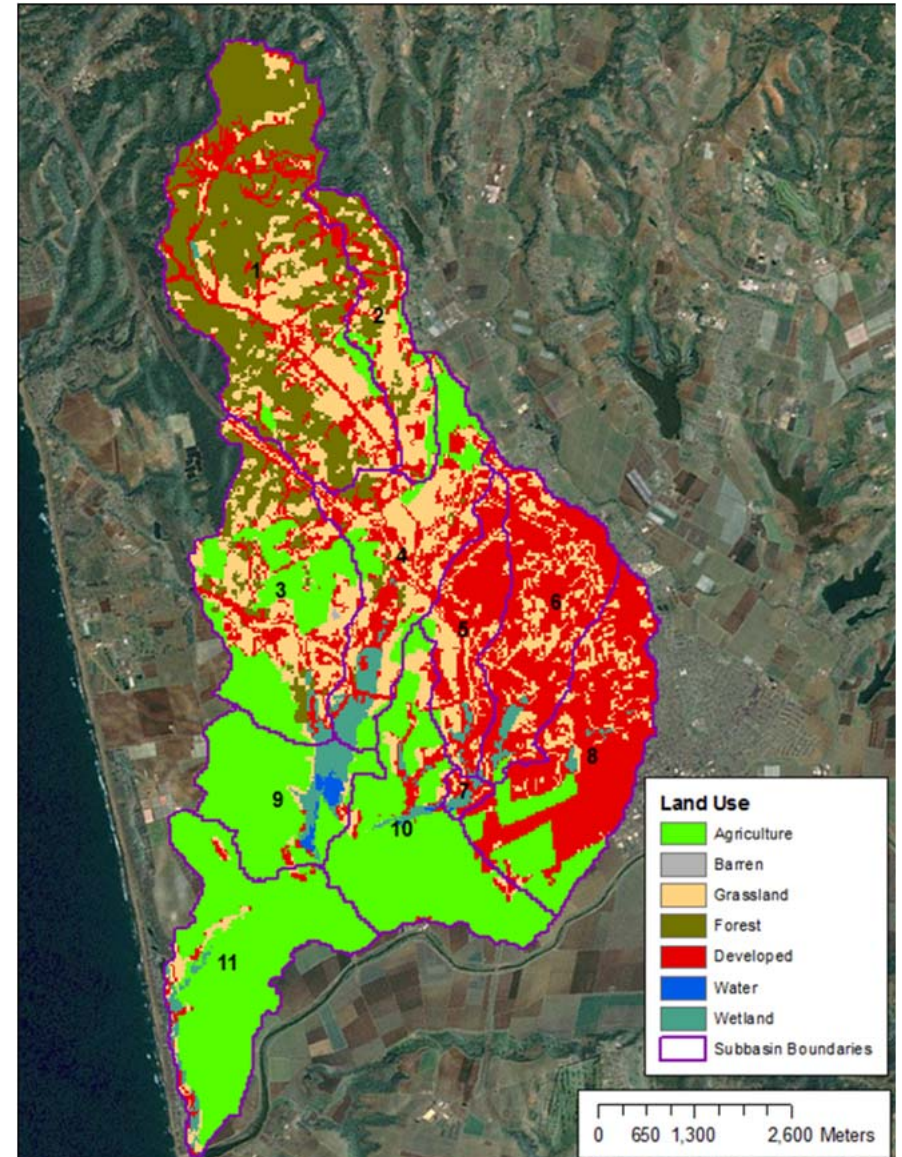 1
2
3
4
5
6
7
8
9
10
11
Land Use
Agriculture
Barren
Grassland
Forest
Developed
Water
Wetland
Subbasin Boundaries
0 650 1,300 2,600 Meters